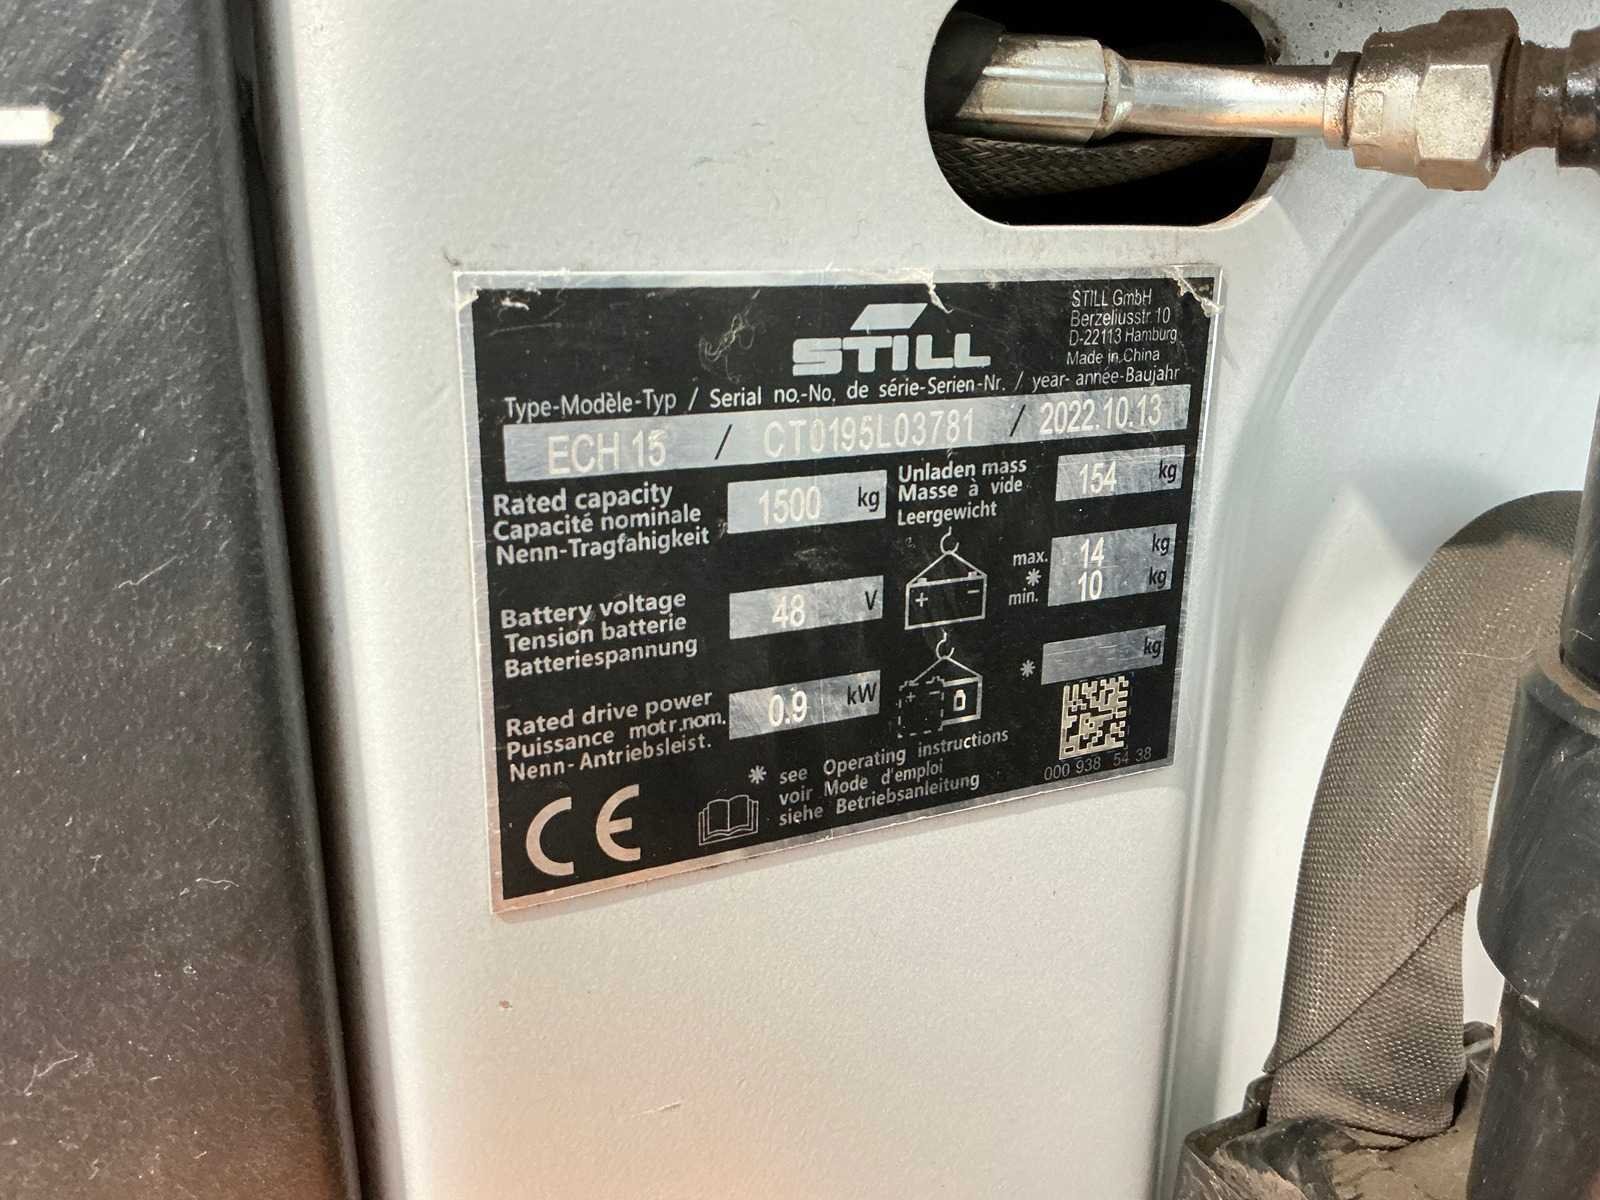 STILL
STILL GmbH
Berzeliusstr.10
D-22113 Hamburg
Made in China
Type-Modèle-Typ / Serial no.-No. de série-Serien-Nr. / year- année-Baujahr
ECH 15 / CT0195L03781 / 2022.10.13
Rated capacity
Capacité nominale
Nenn-Tragfahigkeit
1500 kg
Unladen mass
Masse à vide
Leergewicht
154 kg
Battery voltage
Tension batterie
Batteriespannung
48 V
+ -
max. 14 kg
*
min. 10 kg
Rated drive power
Puissance motr.nom.
Nenn-Antriebsleist.
0.9 kW
+
* kg
CE
* see Operating instructions
voir Mode d'emploi
siehe Betriebsanleitung
000 938 54 38